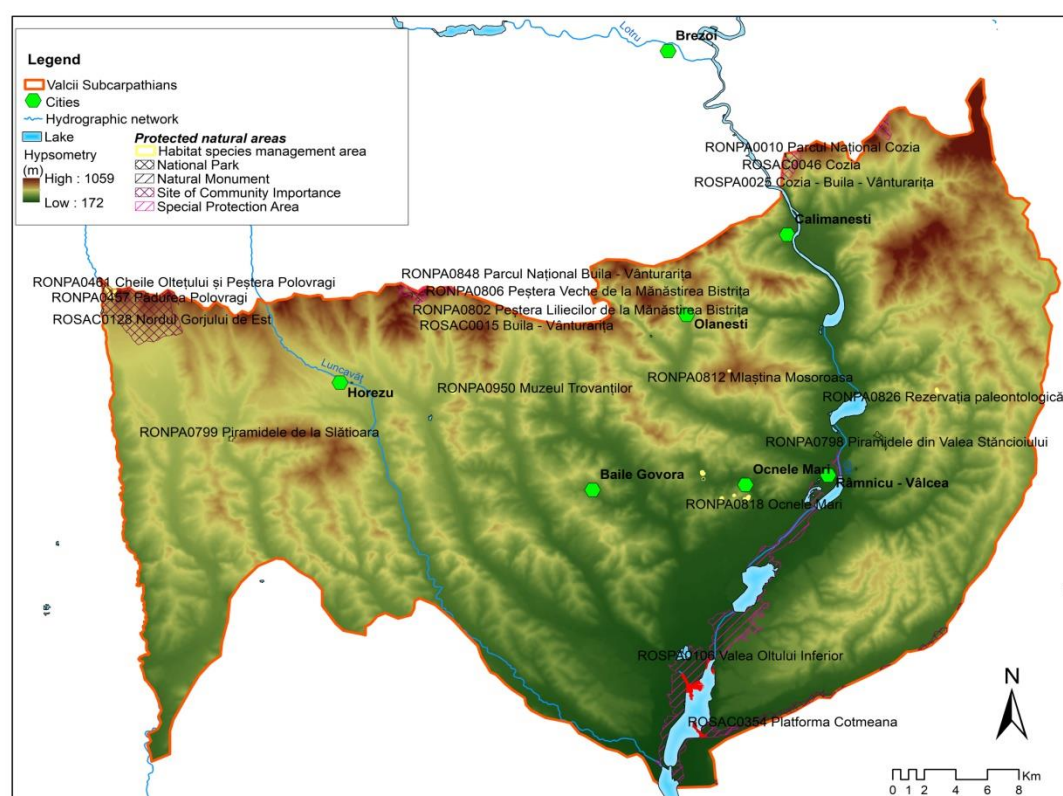 Legend
Valcii Subcarpathians
Cities
Hydrographic network
Lake
Hypsometry
(m)
High : 1059
Low : 172
Protected natural areas
Habitat species management area
National Park
Natural Monument
Site of Community Importance
Special Protection Area
Lotru
Brezoi
RONPA0010 Parcul Național Cozia
ROSAC0046 Cozia
ROSPA0025 Cozia - Buila - Vânturarița
Calimanesti
RONPA0461 Cheile Oltețului și Peștera Polovragi
RONPA0457 Pădurea Polovragi
ROSAC0128 Nordul Gorjului de Est
RONPA0848 Parcul Național Buila - Vânturarița
RONPA0806 Peștera Veche de la Mănăstirea Bistrița
RONPA0802 Peștera Liliecilor de la Mănăstirea Bistrița
ROSAC0015 Buila - Vânturarița
Olanesti
Luncavăț
Horezu
RONPA0950 Muzeul Trovanților
RONPA0812 Mlaștina Mosoroasa
RONPA0826 Rezervația paleontologică
RONPA0799 Piramidele de la Slătioara
RONPA0798 Piramidele din Valea Stăncioiului
Baile Govora
Ocnele Mari
Râmnicu - Vâlcea
RONPA0818 Ocnele Mari
ROSPA0106 Valea Oltului Inferior
ROSAC0354 Platforma Cotmeana
N
0 1 2 4 6 8 Km